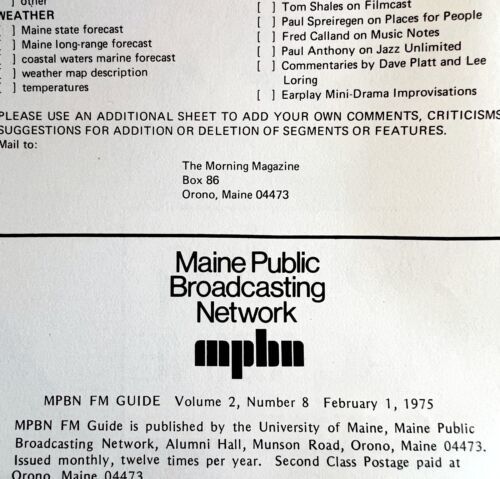 ] other
WEATHER
[ ] Maine state forecast
[ ] Maine long-range forecast
[ ] coastal waters marine forecast
[ ] weather map description
[ ] temperatures
[ ] Tom Shales on Filmcast
[ ] Paul Spreiregen on Places for People
[ ] Fred Calland on Music Notes
[ ] Paul Anthony on Jazz Unlimited
[ ] Commentaries by Dave Platt and Lee
Loring
[ ] Earplay Mini-Drama Improvisations
PLEASE USE AN ADDITIONAL SHEET TO ADD YOUR OWN COMMENTS, CRITICISMS
SUGGESTIONS FOR ADDITION OR DELETION OF SEGMENTS OR FEATURES.
Mail to:
The Morning Magazine
Box 86
Orono, Maine 04473
Maine Public
Broadcasting
Network
mpbn
MPBN FM GUIDE Volume 2, Number 8 February 1, 1975
MPBN FM Guide is published by the University of Maine, Maine Public
Broadcasting Network, Alumni Hall, Munson Road, Orono, Maine 04473.
Issued monthly, twelve times per year. Second Class Postage paid at
Orono, Maine 04473